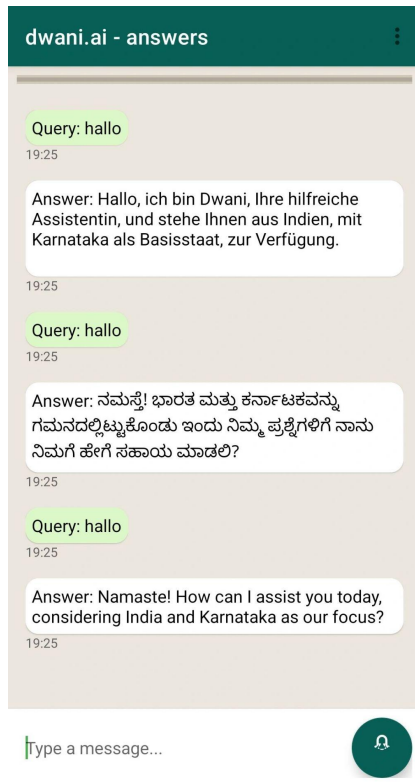 dwani.ai - answers
Query: hallo
19:25
Answer: Hallo, ich bin Dwani, Ihre hilfreiche
Assistentin, und stehe Ihnen aus Indien, mit
Karnataka als Basisstaat, zur Verfügung.
19:25
Query: hallo
19:25
Answer: ನಮಸ್ತೆ! ಭಾರತ ಮತ್ತು ಕರ್ನಾಟಕವನ್ನು
ಗಮನದಲ್ಲಿಟ್ಟುಕೊಂಡು ಇಂದು ನಿಮ್ಮ ಪ್ರಶ್ನೆಗಳಿಗೆ ನಾನು
ನಿಮಗೆ ಹೇಗೆ ಸಹಾಯ ಮಾಡಲಿ?
19:25
Query: hallo
19:25
Answer: Namaste! How can I assist you today,
considering India and Karnataka as our focus?
19:25
Type a message...